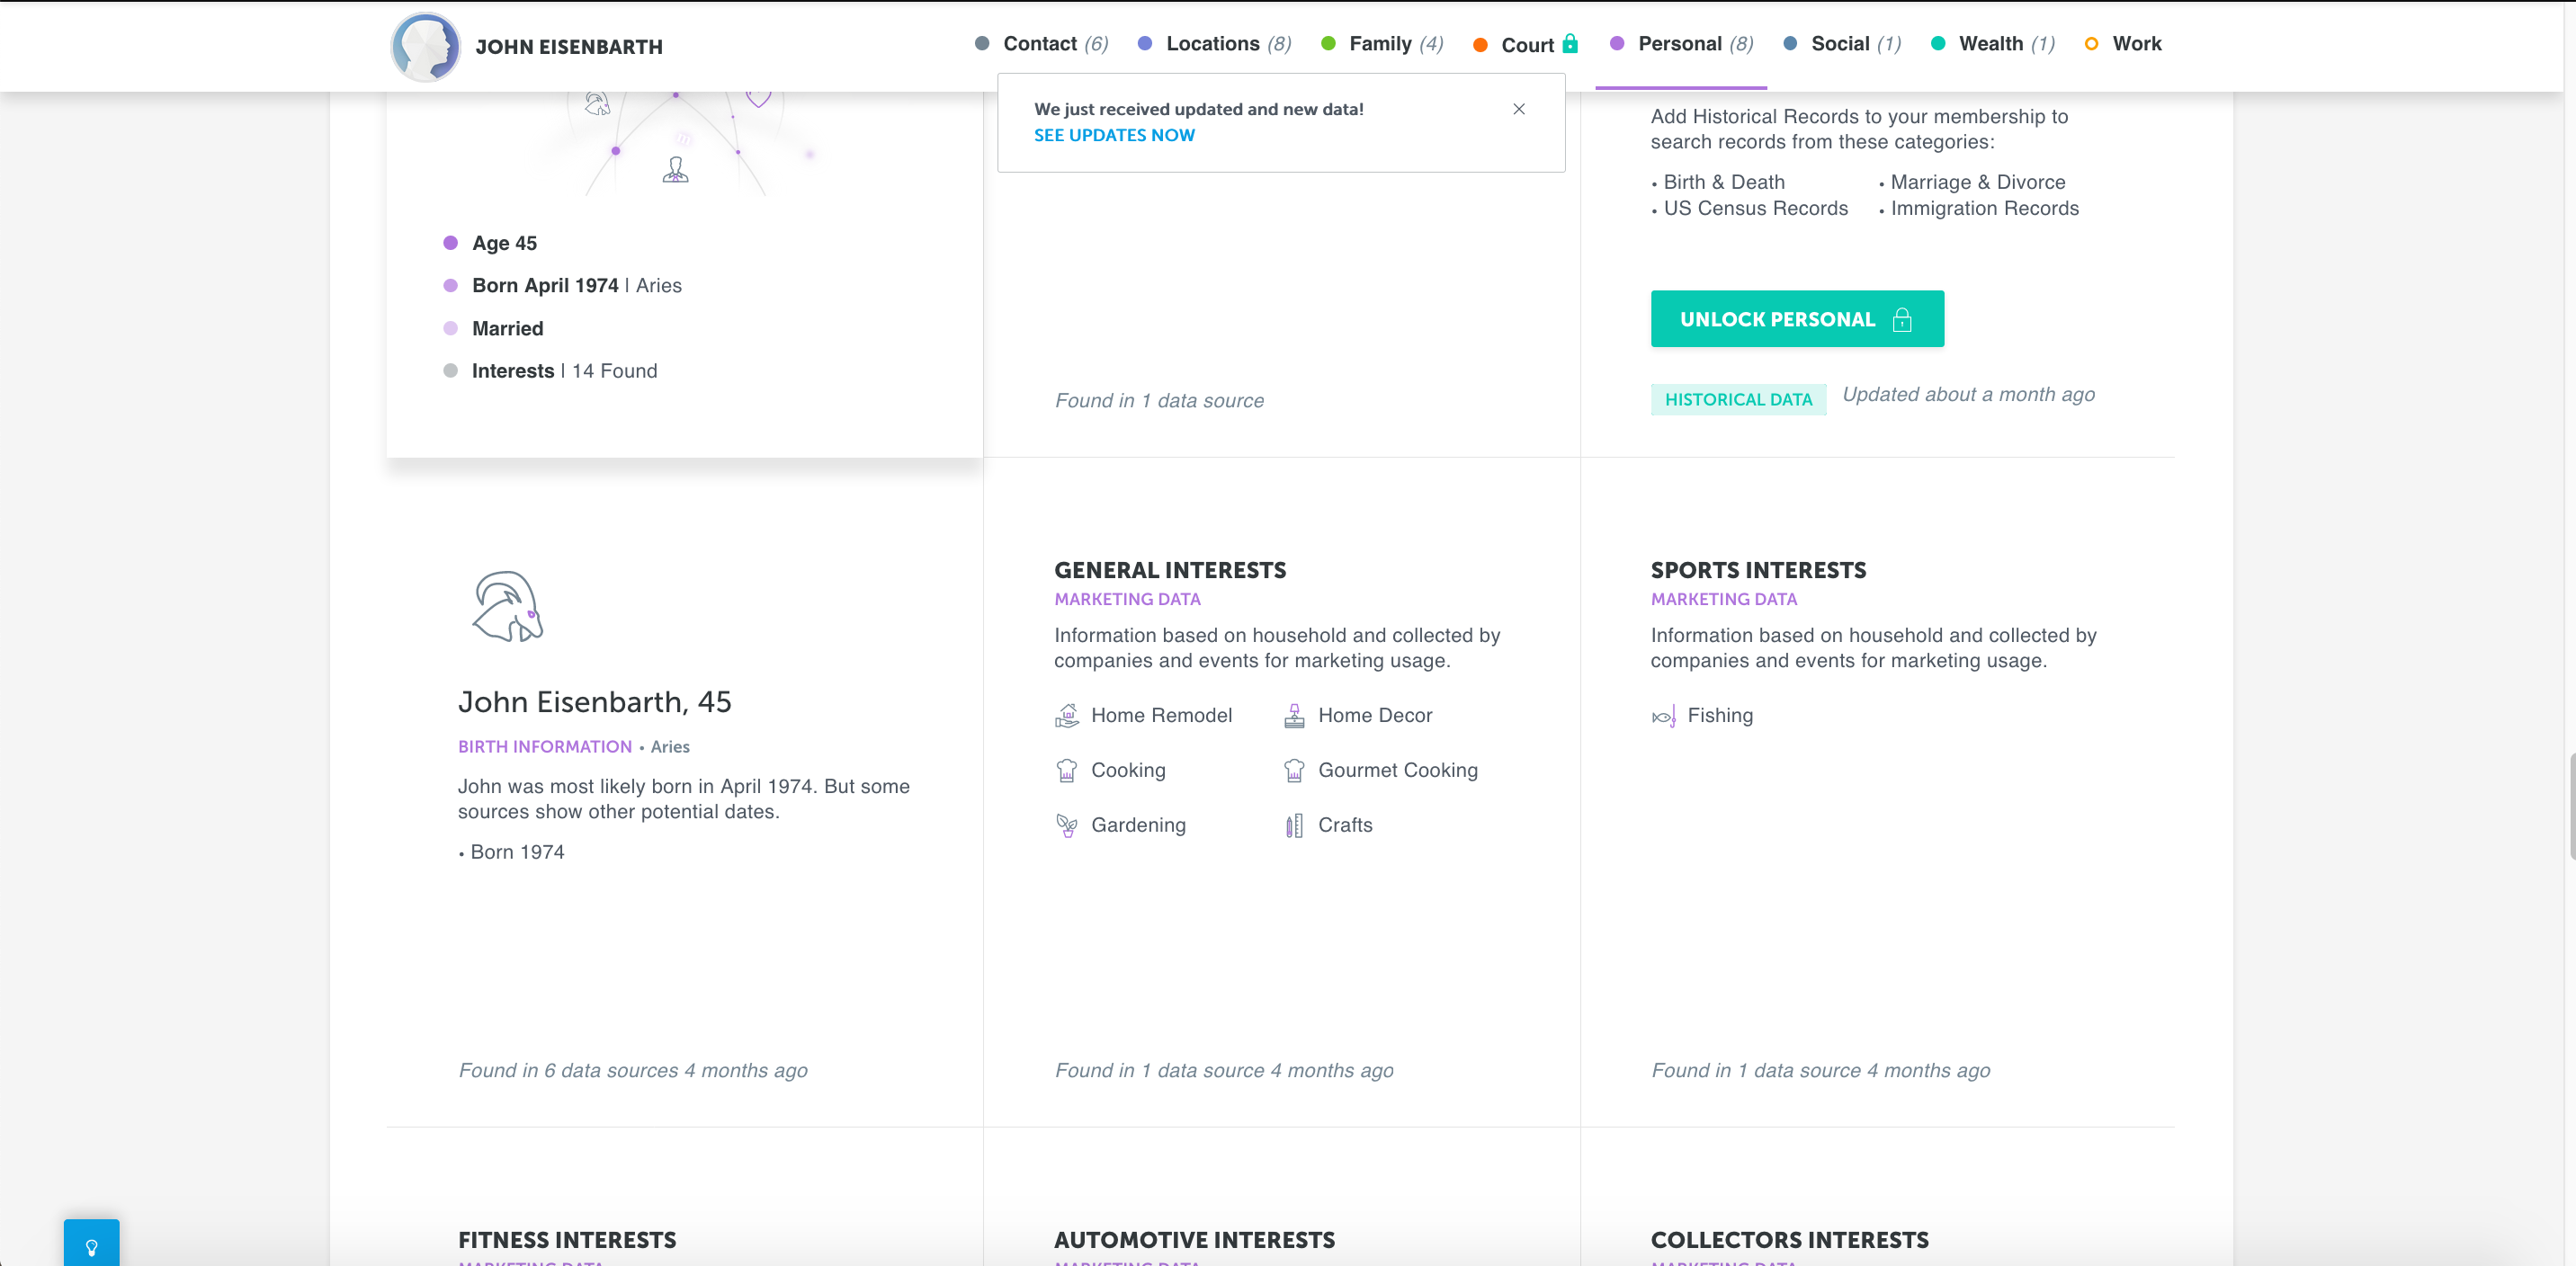 JOHN EISENBARTH
Contact (6)
Locations (8)
Family (4)
Court
Personal (8)
Social (1)
Wealth (1)
Work
We just received updated and new data!
SEE UPDATES NOW
Age 45
Born April 1974 | Aries
Married
Interests | 14 Found
Found in 1 data source
Add Historical Records to your membership to
search records from these categories:
• Birth & Death
• Marriage & Divorce
• US Census Records
• Immigration Records
UNLOCK PERSONAL
HISTORICAL DATA
Updated about a month ago
John Eisenbarth, 45
BIRTH INFORMATION • Aries
John was most likely born in April 1974. But some
sources show other potential dates.
• Born 1974
Found in 6 data sources 4 months ago
GENERAL INTERESTS
MARKETING DATA
Information based on household and collected by
companies and events for marketing usage.
Home Remodel
Home Decor
Cooking
Gourmet Cooking
Gardening
Crafts
Found in 1 data source 4 months ago
SPORTS INTERESTS
MARKETING DATA
Information based on household and collected by
companies and events for marketing usage.
Fishing
Found in 1 data source 4 months ago
FITNESS INTERESTS
MARKETING DATA
AUTOMOTIVE INTERESTS
MARKETING DATA
COLLECTORS INTERESTS
MARKETING DATA